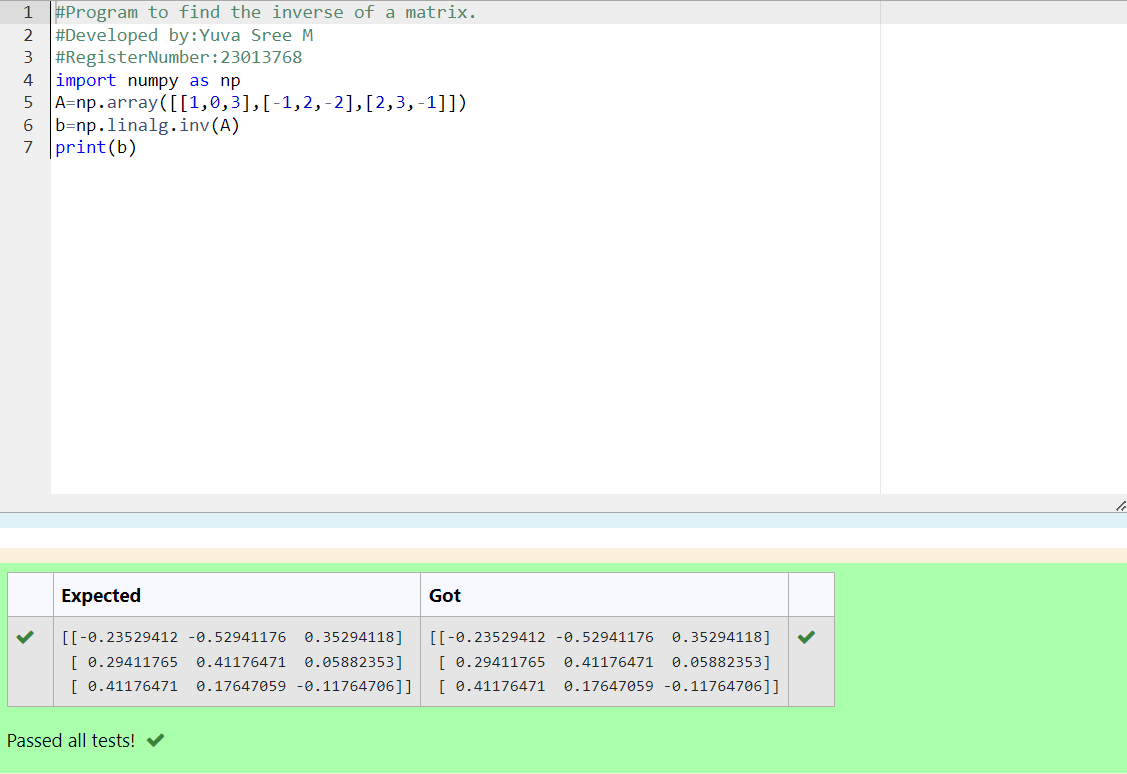 1 #Program to find the inverse of a matrix.
2 #Developed by:Yuva Sree M
3 #RegisterNumber:23013768
4 import numpy as np
5 A=np.array([[1,0,3],[-1,2,-2],[2,3,-1]])
6 b=np.linalg.inv(A)
7 print(b)
Expected Got
[[-0.23529412 -0.52941176  0.35294118] [[-0.23529412 -0.52941176  0.35294118]
[ 0.29411765  0.41176471  0.05882353] [ 0.29411765  0.41176471  0.05882353]
[ 0.41176471  0.17647059 -0.11764706]] [ 0.41176471  0.17647059 -0.11764706]]
Passed all tests!